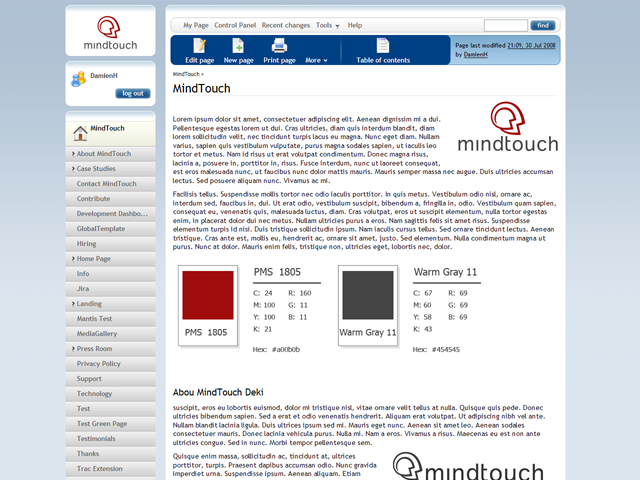 My Page Control Panel Recent changes Tools Help find
mindtouch
DamienH
log out
MindTouch
About MindTouch
Case Studies
Contact MindTouch
Contribute
Development Dashbo...
GlobalTemplate
Hiring
Home Page
Info
Jira
Landing
Mantis Test
MediaGallery
Press Room
Privacy Policy
Support
Technology
Test
Test Green Page
Testimonials
Thanks
Trac Extension
Edit page New page Print page More Table of contents
Page last modified 21:09, 30 Jul 2008
by DamienH
MindTouch »
MindTouch
mindtouch
Lorem ipsum dolor sit amet, consectetuer adipiscing elit. Aenean dignissim mi a dui.
Pellentesque egestas lorem ut dui. Cras ultricies, diam quis interdum blandit, diam
lorem sollicitudin velit, nec tincidunt turpis lacus eu magna. Nunc eget diam. Nullam
varius, sapien quis vestibulum vulputate, purus magna sodales sapien, ut iaculis leo
tortor et metus. Nam id risus ut erat volutpat condimentum. Donec magna risus,
lacinia a, posuere in, porttitor in, risus. Fusce interdum, nunc ut laoreet consequat,
est eros malesuada nunc, ut faucibus nunc dolor mattis mauris. Mauris semper massa nec augue. Duis ultricies accumsan
lectus. Sed posuere aliquam nunc. Vivamus ac mi.
Facilisis tellus. Suspendisse mollis tortor nec odio iaculis porttitor. In quis metus. Vestibulum odio nisl, ornare ac,
interdum sed, faucibus in, dui. Ut erat odio, vestibulum suscipit, bibendum a, fringilla in, odio. Vestibulum quam sapien,
consequat eu, venenatis quis, malesuada luctus, diam. Cras volutpat, eros ut suscipit elementum, nulla tortor egestas
enim, in placerat dolor dui nec metus. Nullam ultricies purus a eros. Nam sagittis felis sit amet risus. Suspendisse
elementum turpis id nisi. Duis tristique sollicitudin ipsum. Nam iaculis cursus tellus. Sed ornare tincidunt lectus. Aenean
tristique. Cras ante est, mollis eu, hendrerit ac, ornare sit amet, justo. Sed elementum. Nulla condimentum magna ut
purus. Nunc at dolor. Mauris enim felis, tristique non, ultricies eget, lobortis nec, dolor.
PMS 1805
PMS 1805
C: 24 R: 160
M: 100 G: 11
Y: 100 B: 11
K: 21
Hex: #a00b0b
Warm Gray 11
Warm Gray 11
C: 67 R: 69
M: 60 G: 69
Y: 58 B: 69
K: 43
Hex: #454545
Abou MindTouch Deki
suscipit, eros eu lobortis euismod, dolor mi tristique nisl, vitae ornare velit tellus at nulla. Quisque quis pede. Donec
ultricies bibendum sapien. Sed a erat et odio venenatis hendrerit. Aliquam erat volutpat. Ut adipiscing nibh vel ante.
Nullam blandit lacinia ligula. Duis ultrices ipsum sed mi. Mauris eget nunc. Aenean sit amet leo. Aenean sodales
consectetuer mauris. Donec lacinia vehicula purus. Nulla mi. Nam a eros. Vivamus a risus. Maecenas eu est non ante
ultricies congue. Sed in nunc. Morbi tempor pellentesque sem.
Quisque enim massa, sollicitudin ac, tincidunt at, ultrices
porttitor, turpis. Praesent dapibus accumsan odio. Nunc gravida
imperdiet urna. Suspendisse ipsum. Aenean aliquam. Etiam
mindtouch